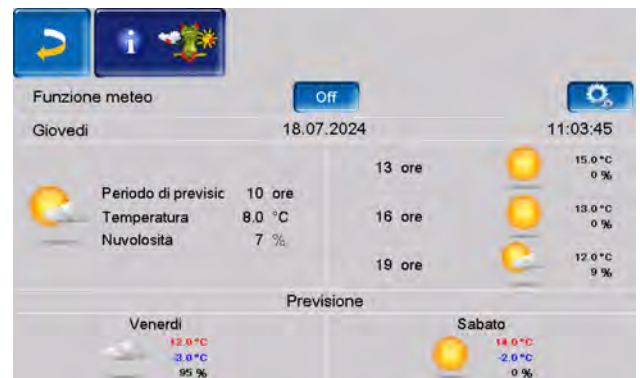 i
Funzione meteo Off
Giovedi 18.07.2024 11:03:45
Periodo di previsic 10 ore
Temperatura 8.0 °C
Nuvolosita 7 %
13 ore 15.0 °C
0 %
16 ore 13.0 °C
0 %
19 ore 12.0 °C
9 %
Previsione
Venerdi
12.0 °C
-3.0 °C
95 %
Sabato
14.0 °C
-2.0 °C
0 %